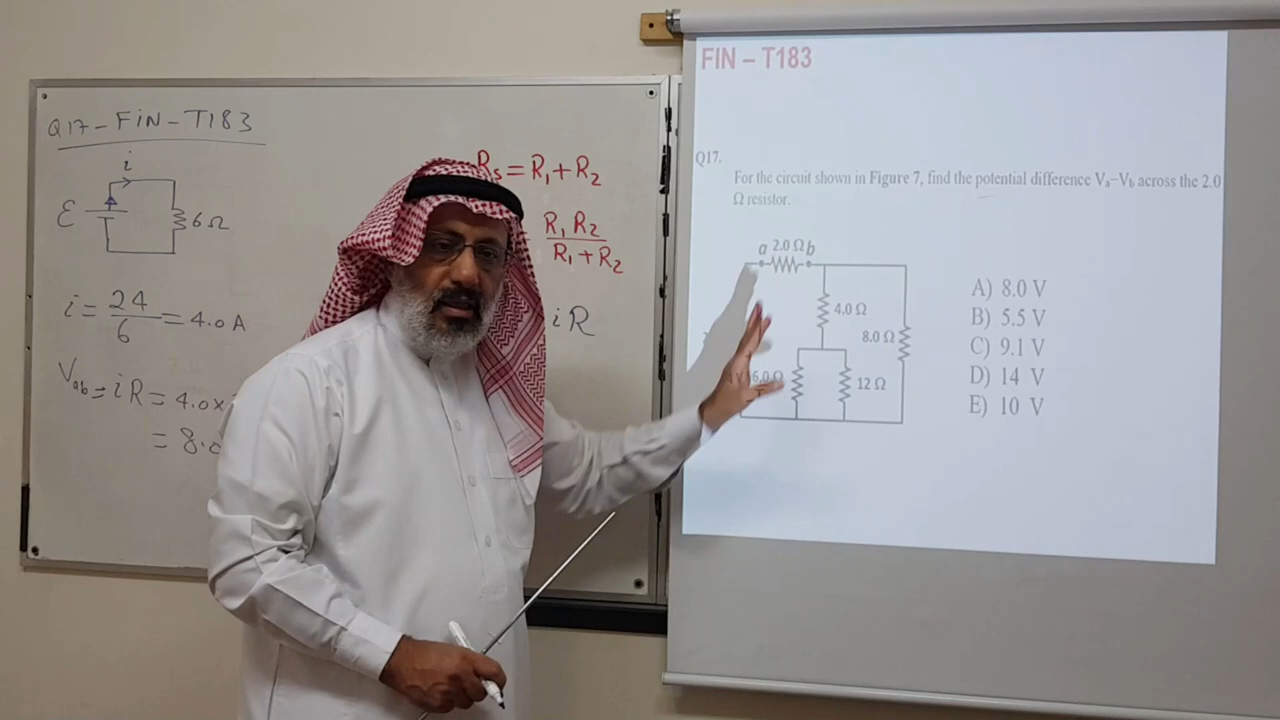 Q17 - FIN - T183
i
ε
6Ω
i = 24/6 = 4.0 A
Vab = iR = 4.0 ×
= 8.0
Rs = R1 + R2
R1 R2 / R1 + R2
iR
FIN – T183
Q17.
For the circuit shown in Figure 7, find the potential difference Va–Vb across the 2.0
Ω resistor.
a 2.0 Ω b
4.0 Ω
8.0 Ω
6.0 Ω
12 Ω
A) 8.0 V
B) 5.5 V
C) 9.1 V
D) 14 V
E) 10 V